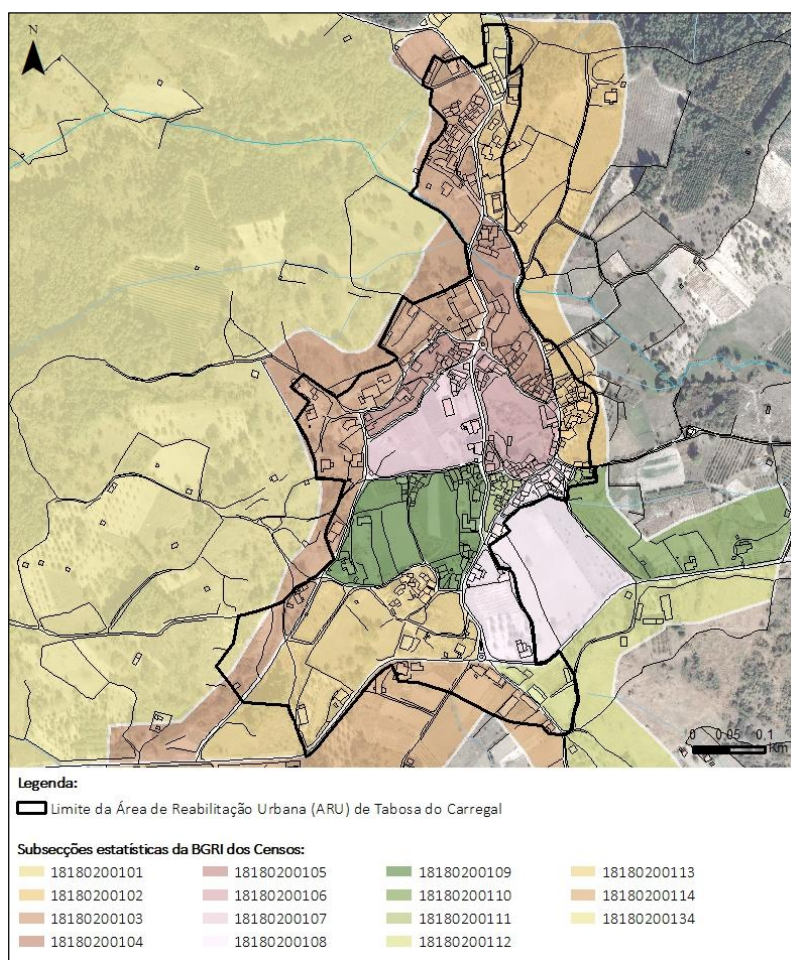 N
0 0,05 0,1
Km
Legenda:
Limite da Área de Reabilitação Urbana (ARU) de Tabosa do Carregal
Subsecções estatísticas da BGRI dos Censos:
18180200101 18180200105 18180200109 18180200113
18180200102 18180200106 18180200110 18180200114
18180200103 18180200107 18180200111 18180200134
18180200104 18180200108 18180200112